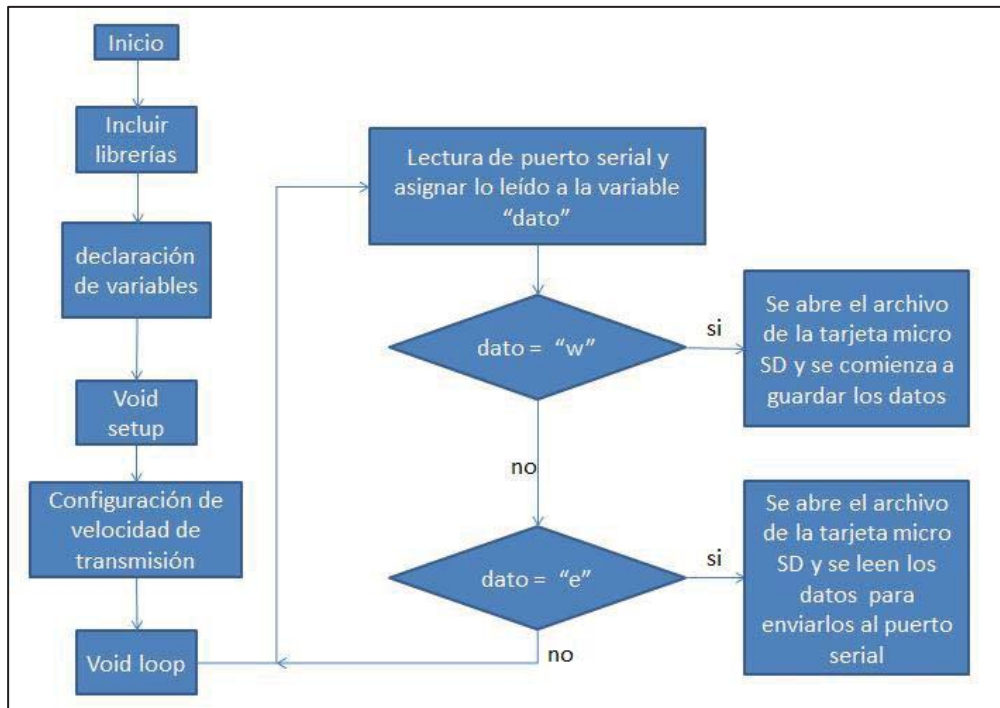 Inicio
Incluir
librerías
declaración
de variables
Void
setup
Configuración de
velocidad de
transmisión
Void loop
Lectura de puerto serial y
asignar lo leído a la variable
“dato”
dato = “w”
si
Se abre el archivo
de la tarjeta micro
SD y se comienza a
guardar los datos
no
dato = “e”
si
Se abre el archivo
de la tarjeta micro
SD y se leen los
datos para
enviarlos al puerto
serial
no